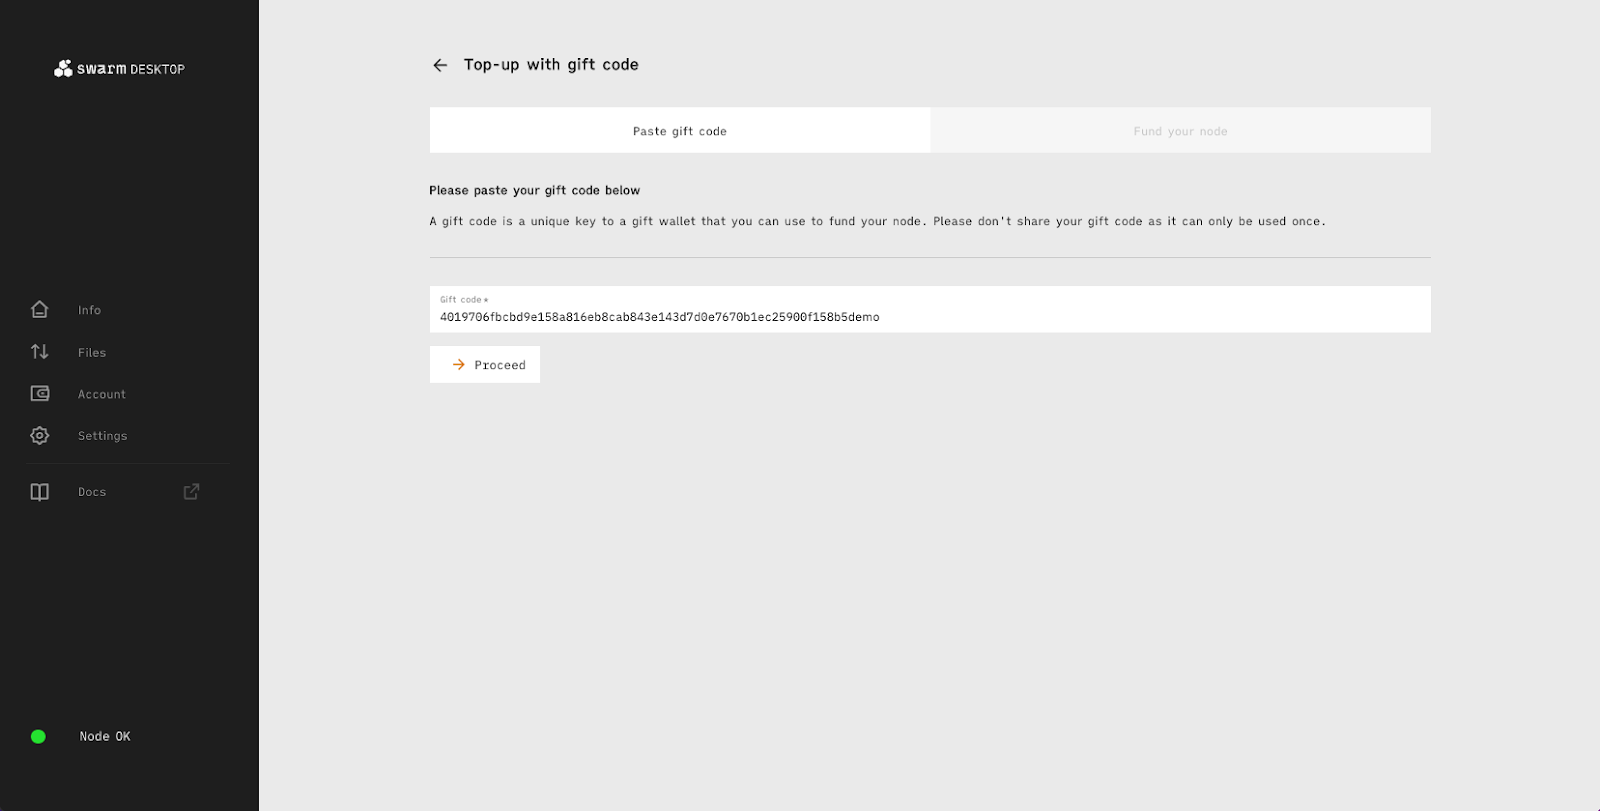 swarm DESKTOP
Info
Files
Account
Settings
Docs
Node OK
Top-up with gift code
Paste gift code
Fund your node
Please paste your gift code below
A gift code is a unique key to a gift wallet that you can use to fund your node. Please don't share your gift code as it can only be used once.
Gift code *
4019706fbcbd9e158a816eb8cab843e143d7d0e7670b1ec25900f158b5demo
Proceed